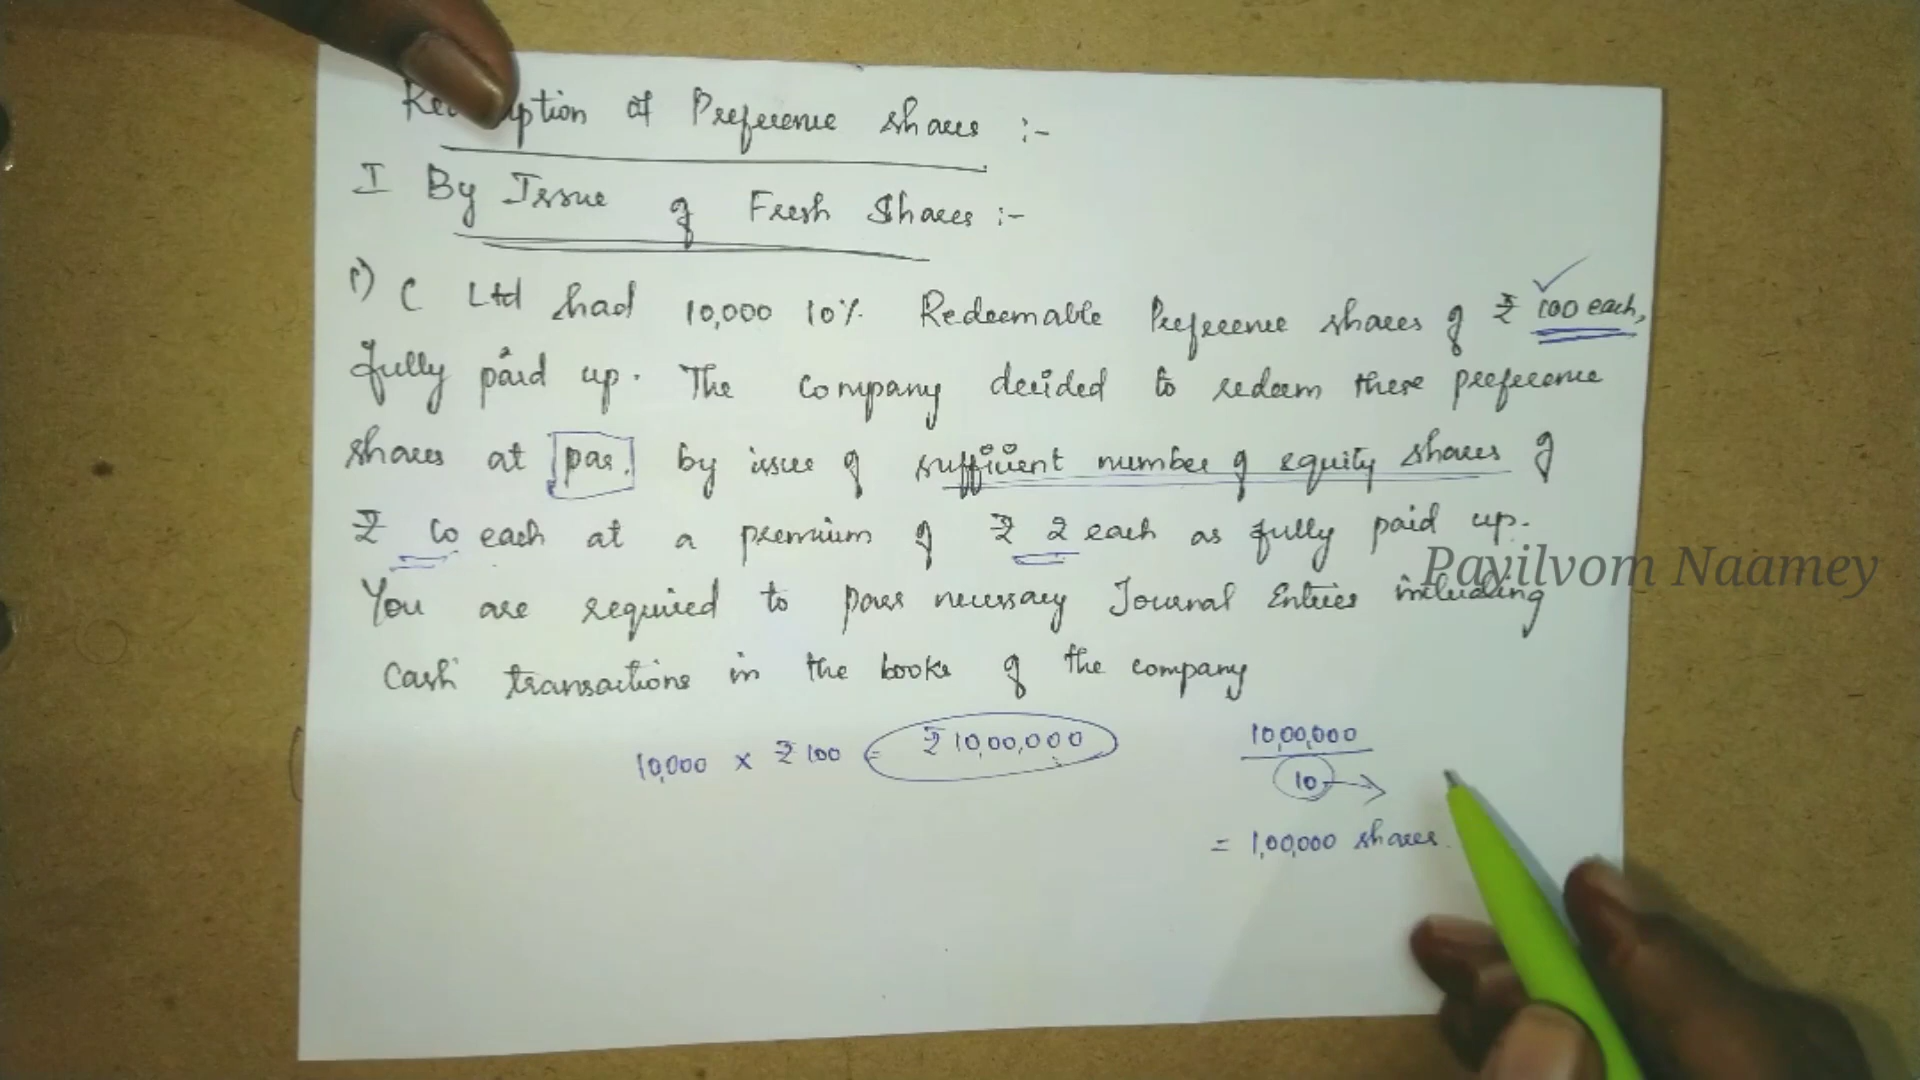 Redemption of Preference shares :-
I By Issue of Fresh Shares :-
1) C Ltd had 10,000 10% Redeemable Preference shares of ₹ 100 each,
fully paid up. The company decided to redeem these preference
shares at par. by issue of sufficient number of equity shares of
₹ 10 each at a premium of ₹ 2 each as fully paid up.
Payilvom Naamey
You are required to pass necessary Journal Entries including
Cash transactions in the books of the company
10,000 × ₹ 100 = ₹ 10,00,000
10,00,000
10
= 1,00,000 shares.